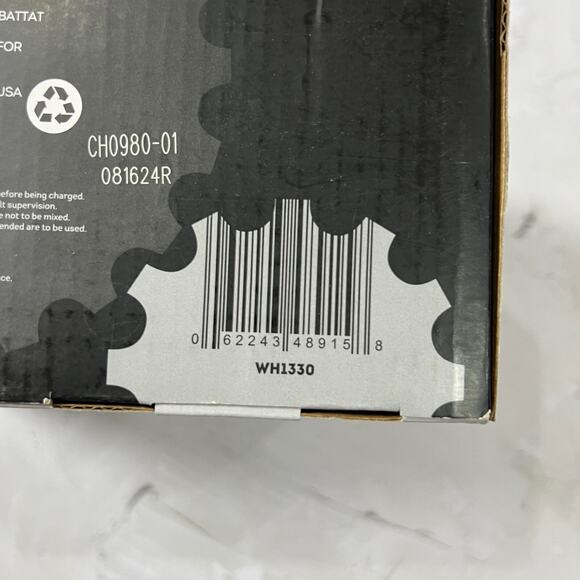 BATTAT
FOR
USA
CH0980-01
081624R
efore being charged.
lt supervision.
e not to be mixed.
ended are to be used.
ce.
0 62243 48915 8
WH1330